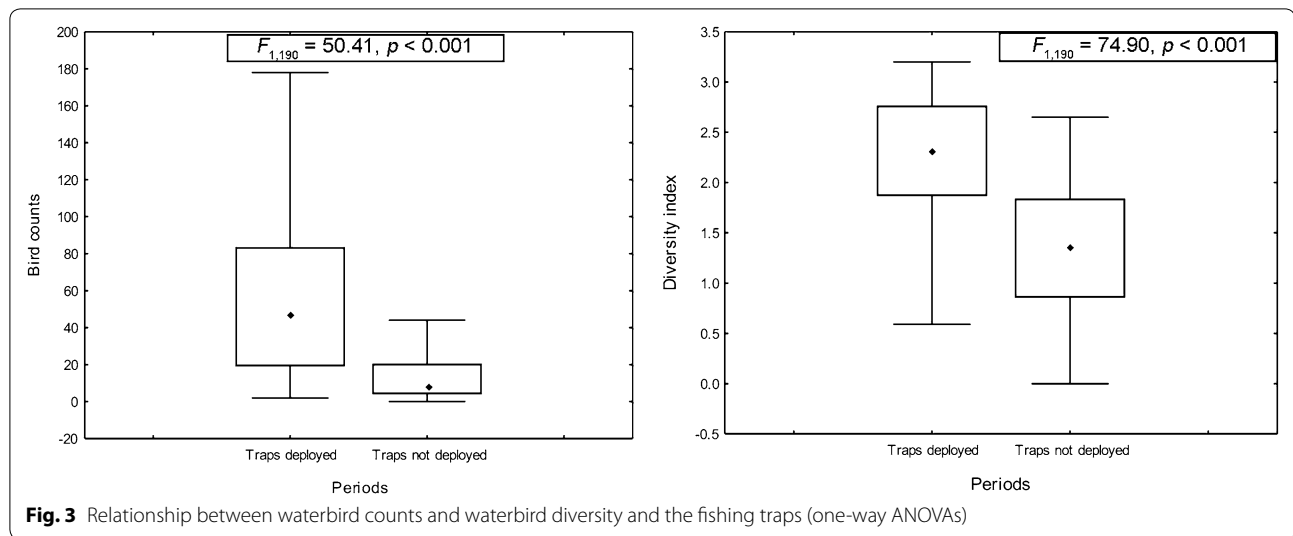 F1,190 = 50.41, p < 0.001
200
180
160
140
120
100
80
60
40
20
0
-20
Bird counts
Traps deployed Traps not deployed
Periods
F1,190 = 74.90, p < 0.001
3.5
3.0
2.5
2.0
1.5
1.0
0.5
0.0
-0.5
Diversity index
Traps deployed Traps not deployed
Periods
Fig. 3 Relationship between waterbird counts and waterbird diversity and the fishing traps (one-way ANOVAs)